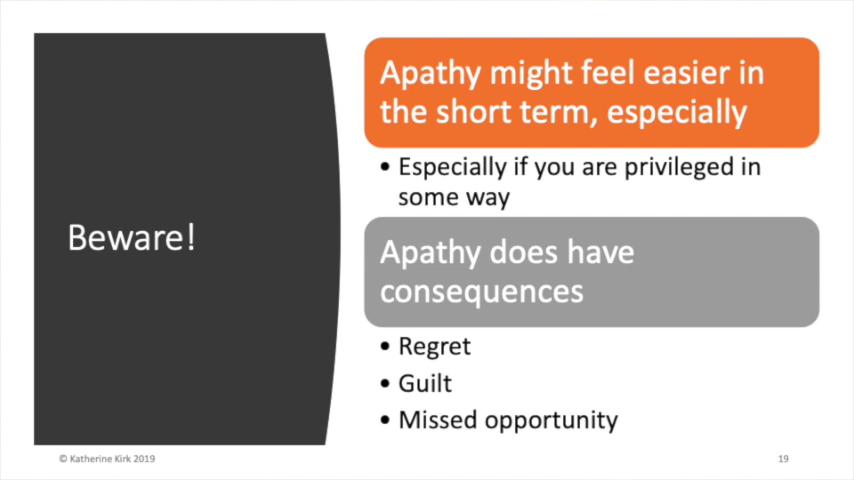 Beware!
Apathy might feel easier in
the short term, especially
• Especially if you are privileged in
some way
Apathy does have
consequences
• Regret
• Guilt
• Missed opportunity
© Katherine Kirk 2019
19